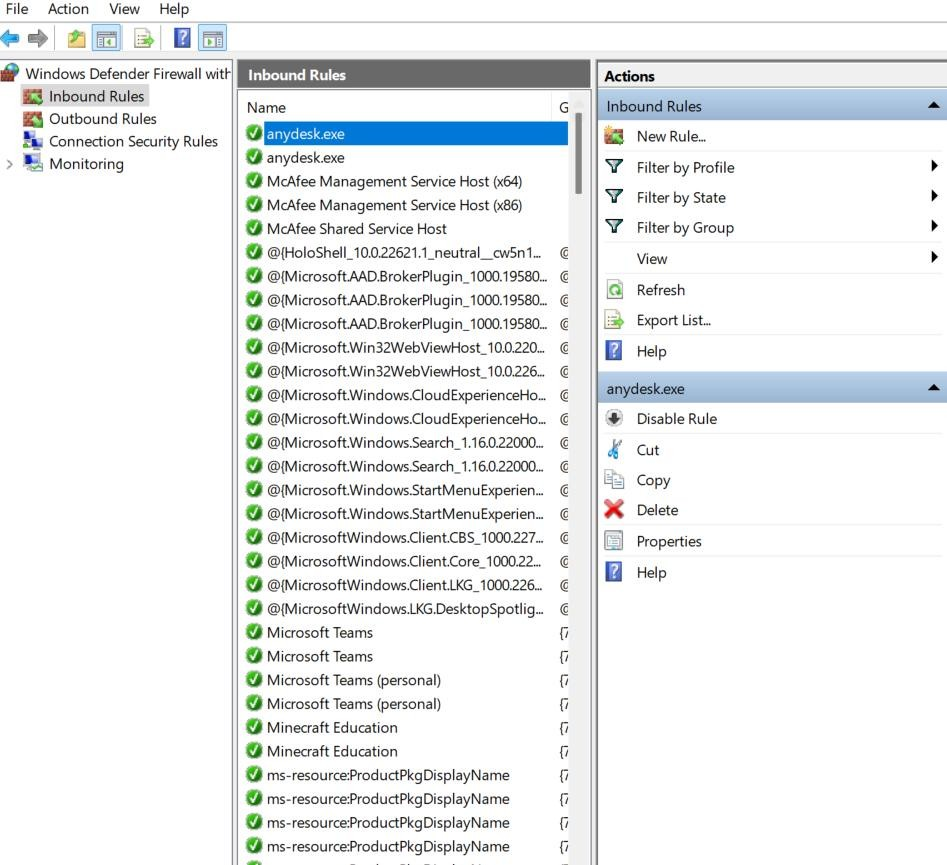 File Action View Help
Windows Defender Firewall with
Inbound Rules
Outbound Rules
Connection Security Rules
Monitoring
Inbound Rules
Name G
anydesk.exe
anydesk.exe
McAfee Management Service Host (x64)
McAfee Management Service Host (x86)
McAfee Shared Service Host
@{HoloShell_10.0.22621.1_neutral__cw5n1... @
@{Microsoft.AAD.BrokerPlugin_1000.19580... @
@{Microsoft.AAD.BrokerPlugin_1000.19580... @
@{Microsoft.AAD.BrokerPlugin_1000.19580... @
@{Microsoft.Win32WebViewHost_10.0.220... @
@{Microsoft.Win32WebViewHost_10.0.226... @
@{Microsoft.Windows.CloudExperienceHo... @
@{Microsoft.Windows.CloudExperienceHo... @
@{Microsoft.Windows.Search_1.16.0.22000... @
@{Microsoft.Windows.Search_1.16.0.22000... @
@{Microsoft.Windows.StartMenuExperien... @
@{Microsoft.Windows.StartMenuExperien... @
@{MicrosoftWindows.Client.CBS_1000.227... @
@{MicrosoftWindows.Client.Core_1000.22... @
@{MicrosoftWindows.Client.LKG_1000.226... @
@{MicrosoftWindows.LKG.DesktopSpotlig... @
Microsoft Teams {7
Microsoft Teams {7
Microsoft Teams (personal) {7
Microsoft Teams (personal) {7
Minecraft Education {7
Minecraft Education {7
ms-resource:ProductPkgDisplayName {7
ms-resource:ProductPkgDisplayName {7
ms-resource:ProductPkgDisplayName {7
ms-resource:ProductPkgDisplayName {7
Actions
Inbound Rules
New Rule...
Filter by Profile
Filter by State
Filter by Group
View
Refresh
Export List...
Help
anydesk.exe
Disable Rule
Cut
Copy
Delete
Properties
Help